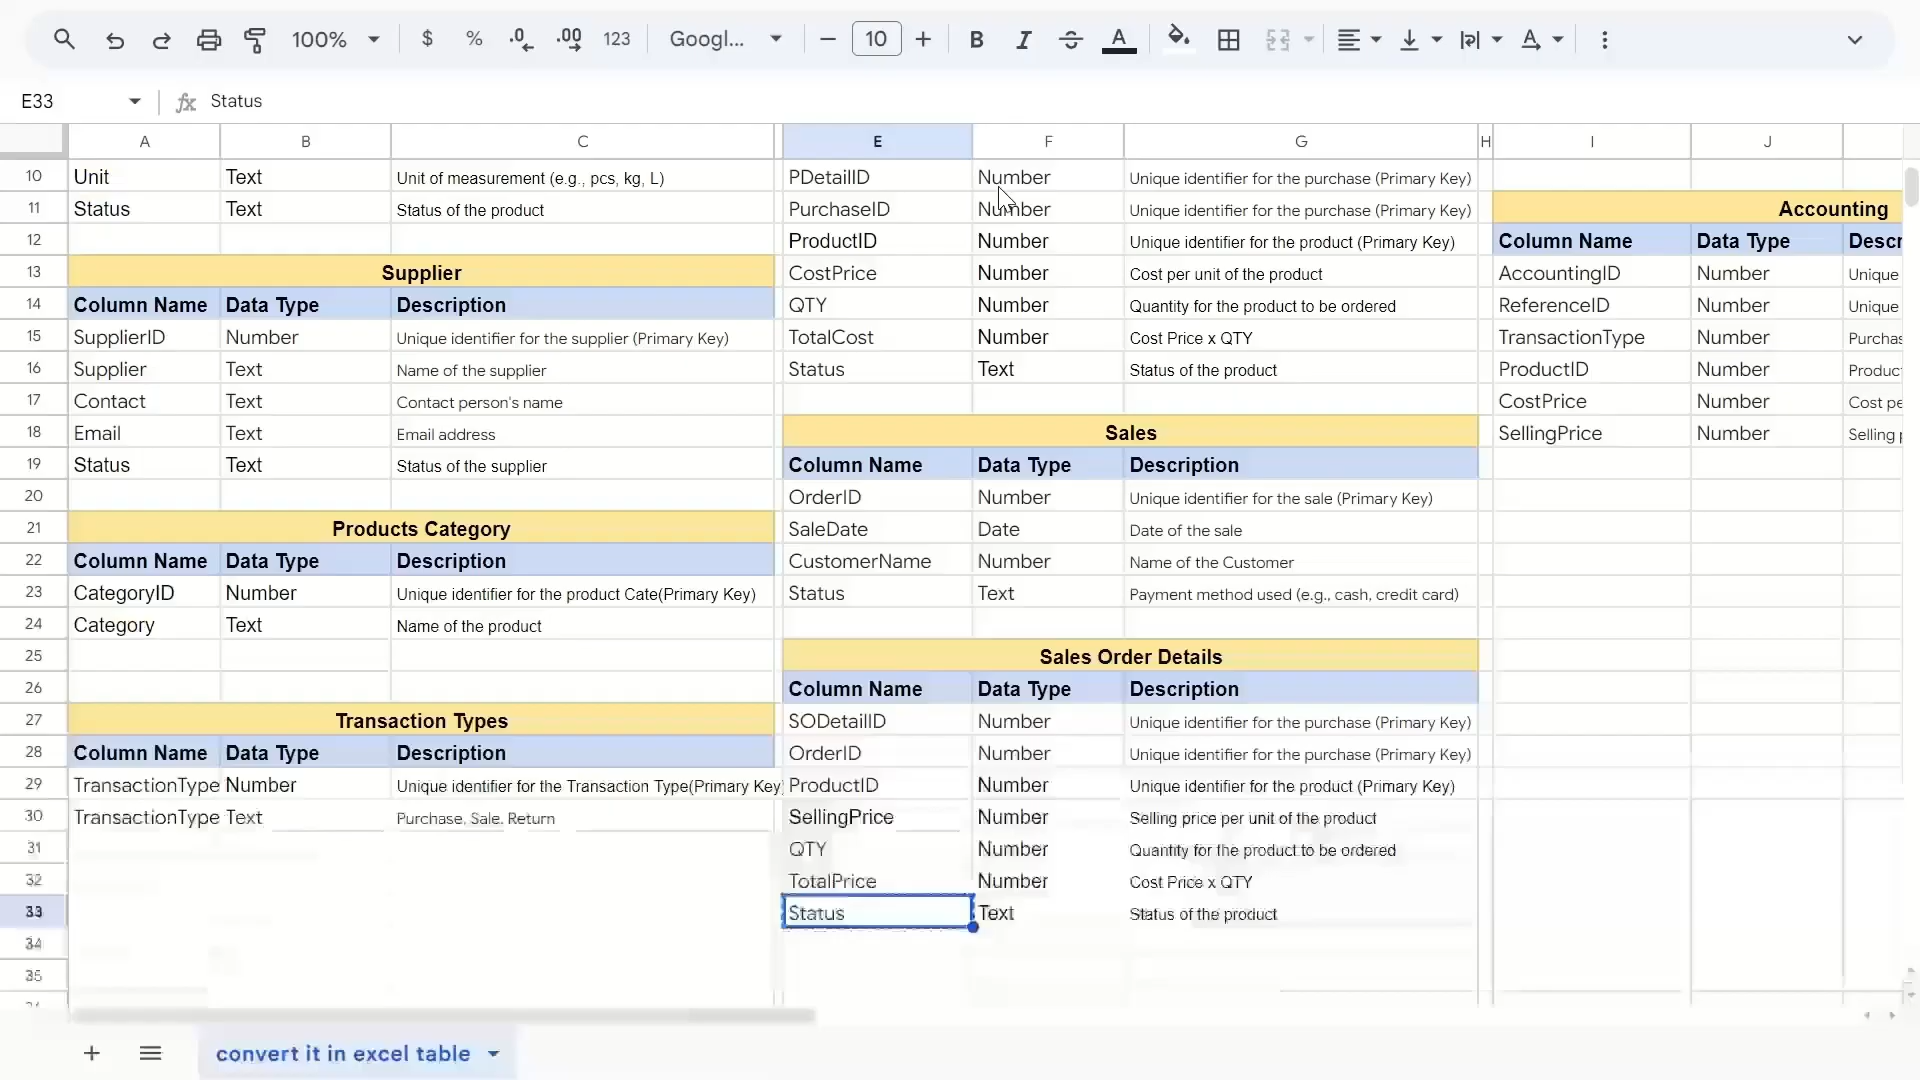 100% $ % .0 .00 123 Googl... 10 B I A A
E33 fx Status
A B C E F G H I J
10 Unit Text Unit of measurement (e.g., pcs, kg, L) PDetailID Number Unique identifier for the purchase (Primary Key)
11 Status Text Status of the product PurchaseID Number Unique identifier for the purchase (Primary Key) Accounting
12 ProductID Number Unique identifier for the product (Primary Key) Column Name Data Type Descr
13 Supplier CostPrice Number Cost per unit of the product AccountingID Number Unique
14 Column Name Data Type Description QTY Number Quantity for the product to be ordered ReferenceID Number Unique
15 SupplierID Number Unique identifier for the supplier (Primary Key) TotalCost Number Cost Price x QTY TransactionType Number Purchas
16 Supplier Text Name of the supplier Status Text Status of the product ProductID Number Product
17 Contact Text Contact person's name CostPrice Number Cost pe
18 Email Text Email address Sales SellingPrice Number Selling p
19 Status Text Status of the supplier Column Name Data Type Description
20 OrderID Number Unique identifier for the sale (Primary Key)
21 Products Category SaleDate Date Date of the sale
22 Column Name Data Type Description CustomerName Number Name of the Customer
23 CategoryID Number Unique identifier for the product Cate(Primary Key) Status Text Payment method used (e.g., cash, credit card)
24 Category Text Name of the product
25 Sales Order Details
26 Column Name Data Type Description
27 Transaction Types SODetailID Number Unique identifier for the purchase (Primary Key)
28 Column Name Data Type Description OrderID Number Unique identifier for the purchase (Primary Key)
29 TransactionType Number Unique identifier for the Transaction Type(Primary Key) ProductID Number Unique identifier for the product (Primary Key)
30 TransactionType Text Purchase, Sale, Return SellingPrice Number Selling price per unit of the product
31 QTY Number Quantity for the product to be ordered
32 TotalPrice Number Cost Price x QTY
33 Status Text Status of the product
34
35
convert it in excel table